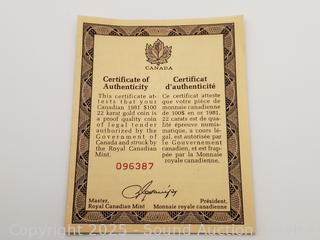 CANADA
Certificate of
Authenticity
This certificate at-
tests that your
Canadian 1981 $100
22 karat gold coin is
a proof quality coin
of legal tender
authorized by the
Government of
Canada and struck by
the Royal Canadian
Mint.
096387
Certificat
d'authenticité
Ce certificat atteste
que votre pièce de
monnaie canadienne
de 100$ en or 1981,
22 carats est de qua-
lité épreuve numis-
matique, a cours lé-
gal, est autorisée par
le Gouvernement
canadien, et est frap-
pée par la Monnaie
royale canadienne.
Master,
Royal Canadian Mint
Président,
Monnaie royale canadienne
Copyright 2025 - Sound Auction